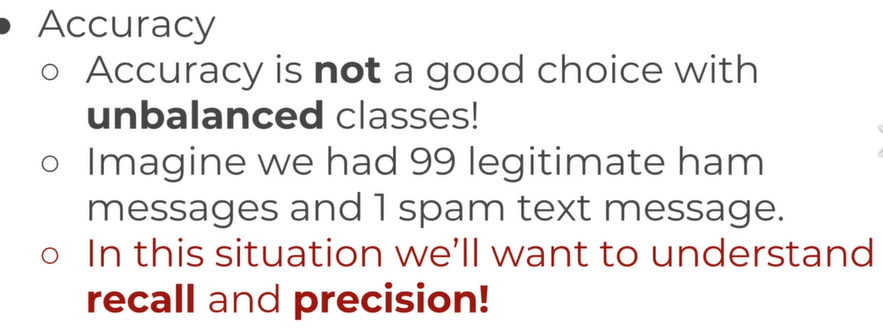 ● Accuracy
○ Accuracy is not a good choice with
unbalanced classes!
○ Imagine we had 99 legitimate ham
messages and 1 spam text message.
○ In this situation we'll want to understand
recall and precision!